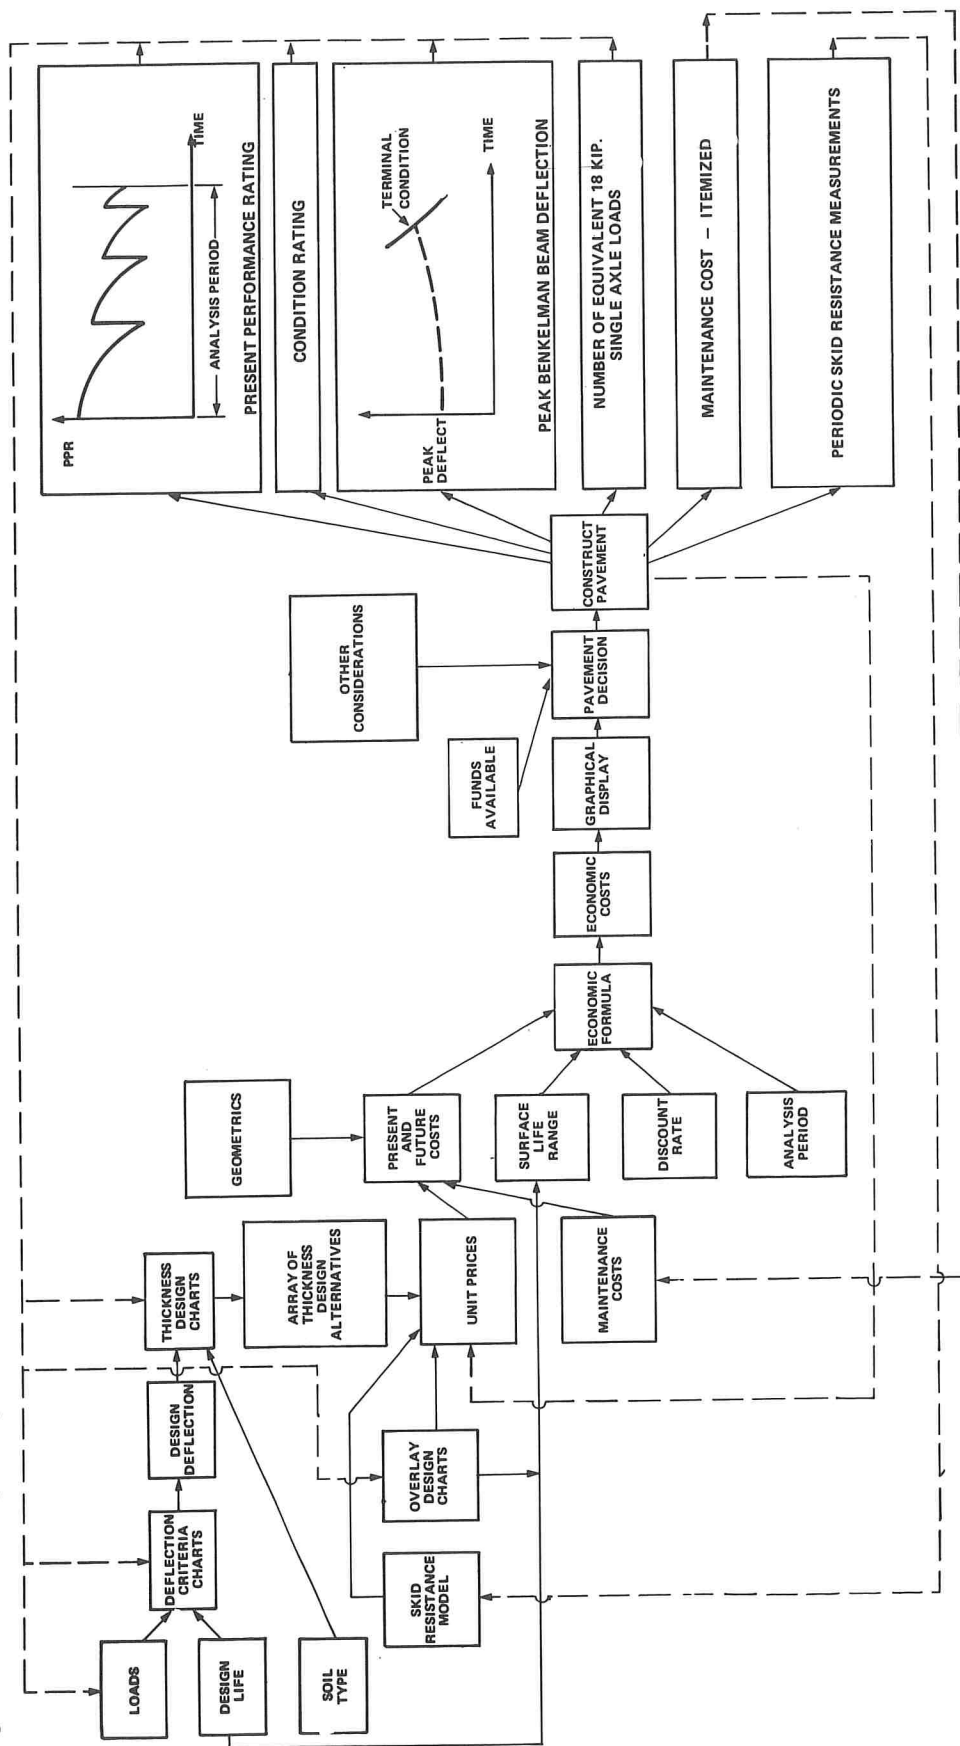 LOADS
DESIGN
LIFE
SOIL
TYPE
DEFLECTION
CRITERIA
CHARTS
DESIGN
DEFLECTION
THICKNESS
DESIGN
CHARTS
ARRAY OF
THICKNESS
DESIGN
ALTERNATIVES
SKID
RESISTANCE
MODEL
OVERLAY
DESIGN
CHARTS
UNIT PRICES
MAINTENANCE
COSTS
GEOMETRICS
PRESENT
AND
FUTURE
COSTS
SURFACE
LIFE
RANGE
DISCOUNT
RATE
ANALYSIS
PERIOD
ECONOMIC
FORMULA
ECONOMIC
COSTS
GRAPHICAL
DISPLAY
FUNDS
AVAILABLE
OTHER
CONSIDERATIONS
PAVEMENT
DECISION
CONSTRUCT
PAVEMENT
PPR
TIME
ANALYSIS PERIOD
PRESENT PERFORMANCE RATING
CONDITION RATING
TERMINAL
CONDITION
PEAK
DEFLECT
TIME
PEAK BENKELMAN BEAM DEFLECTION
NUMBER OF EQUIVALENT 18 KIP.
SINGLE AXLE LOADS
MAINTENANCE COST – ITEMIZED
PERIODIC SKID RESISTANCE MEASUREMENTS